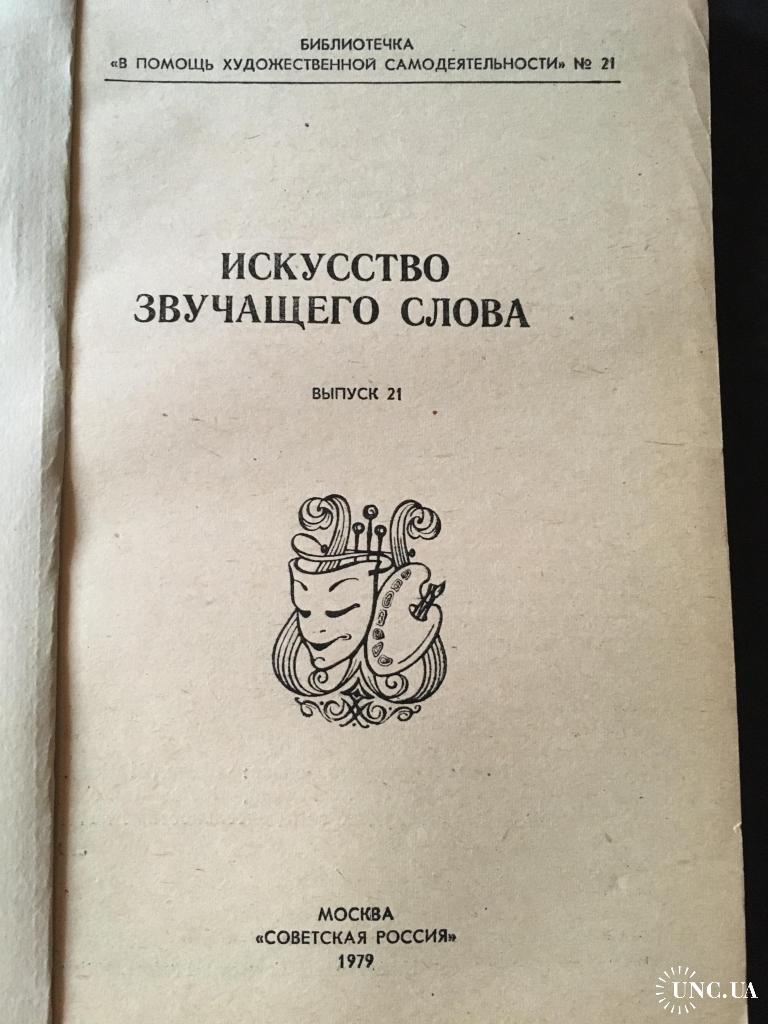 БИБЛИОТЕЧКА
«В ПОМОЩЬ ХУДОЖЕСТВЕННОЙ САМОДЕЯТЕЛЬНОСТИ» № 21
ИСКУССТВО
ЗВУЧАЩЕГО СЛОВА
ВЫПУСК 21
МОСКВА
«СОВЕТСКАЯ РОССИЯ»
1979
UNC.UA